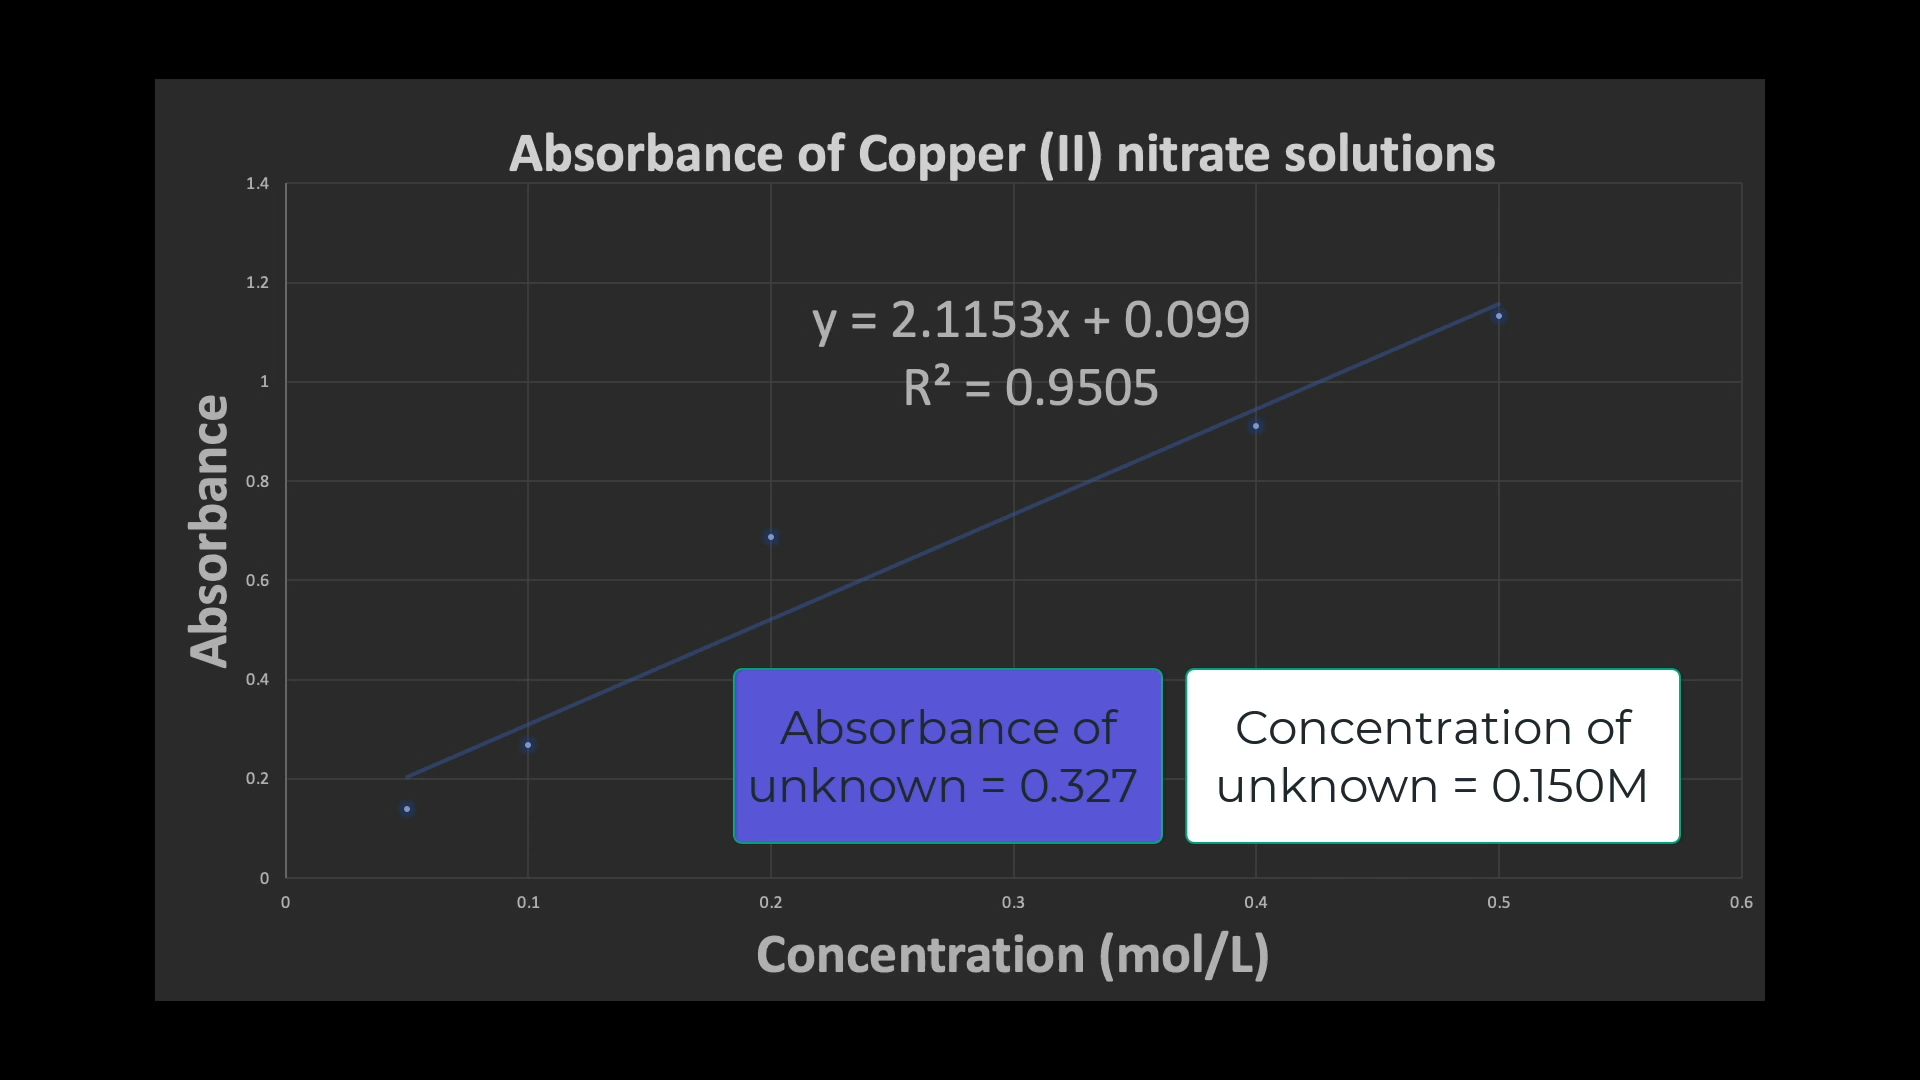 Absorbance of Copper (II) nitrate solutions
1.4
1.2
1
0.8
0.6
0.4
0.2
0
Absorbance
y = 2.1153x + 0.099
R² = 0.9505
Absorbance of
unknown = 0.327
Concentration of
unknown = 0.150M
0 0.1 0.2 0.3 0.4 0.5 0.6
Concentration (mol/L)